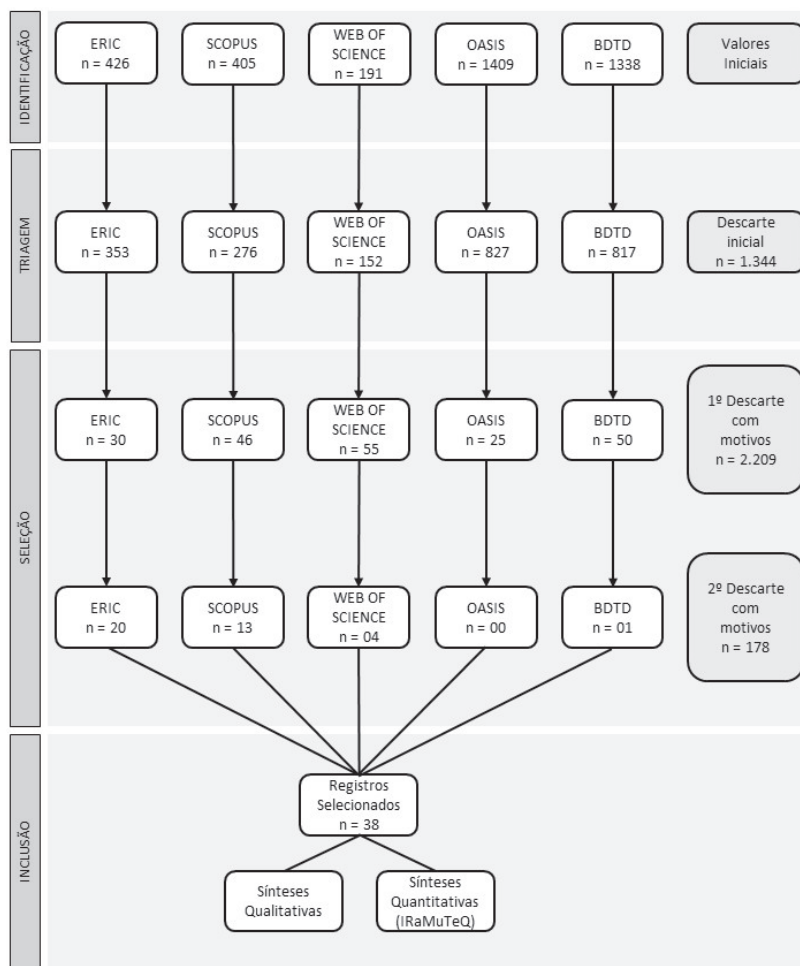 IDENTIFICAÇÃO
ERIC
n = 426
SCOPUS
n = 405
WEB OF
SCIENCE
n = 191
OASIS
n = 1409
BDTD
n = 1338
Valores
Iniciais
TRIAGEM
ERIC
n = 353
SCOPUS
n = 276
WEB OF
SCIENCE
n = 152
OASIS
n = 827
BDTD
n = 817
Descarte
inicial
n = 1.344
SELEÇÃO
ERIC
n = 30
SCOPUS
n = 46
WEB OF
SCIENCE
n = 55
OASIS
n = 25
BDTD
n = 50
1º Descarte
com
motivos
n = 2.209
ERIC
n = 20
SCOPUS
n = 13
WEB OF
SCIENCE
n = 04
OASIS
n = 00
BDTD
n = 01
2º Descarte
com
motivos
n = 178
INCLUSÃO
Registros
Selecionados
n = 38
Sínteses
Qualitativas
Sínteses
Quantitativas
(IRaMuTeQ)